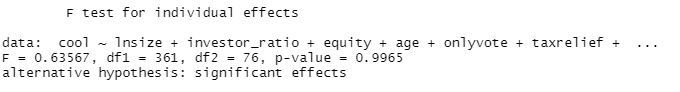 F test for individual effects
data:  cool ~ lnsize + investor_ratio + equity + age + onlyvote + taxrelief +  ...
F = 0.63567, df1 = 361, df2 = 76, p-value = 0.9965
alternative hypothesis: significant effects